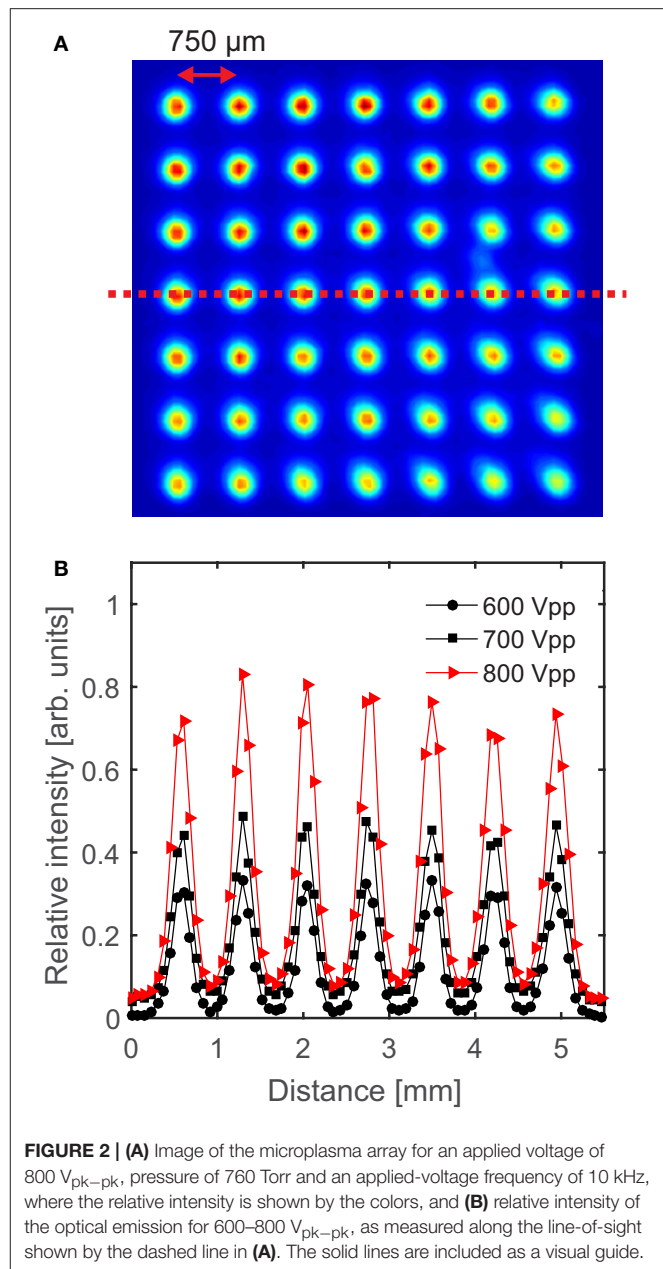 A
750 μm
B
1
0.8
0.6
0.4
0.2
0
Relative intensity [arb. units]
600 Vpp
700 Vpp
800 Vpp
0 1 2 3 4 5
Distance [mm]
FIGURE 2 | (A) Image of the microplasma array for an applied voltage of
800 Vpk–pk, pressure of 760 Torr and an applied-voltage frequency of 10 kHz,
where the relative intensity is shown by the colors, and (B) relative intensity of
the optical emission for 600–800 Vpk–pk, as measured along the line-of-sight
shown by the dashed line in (A). The solid lines are included as a visual guide.